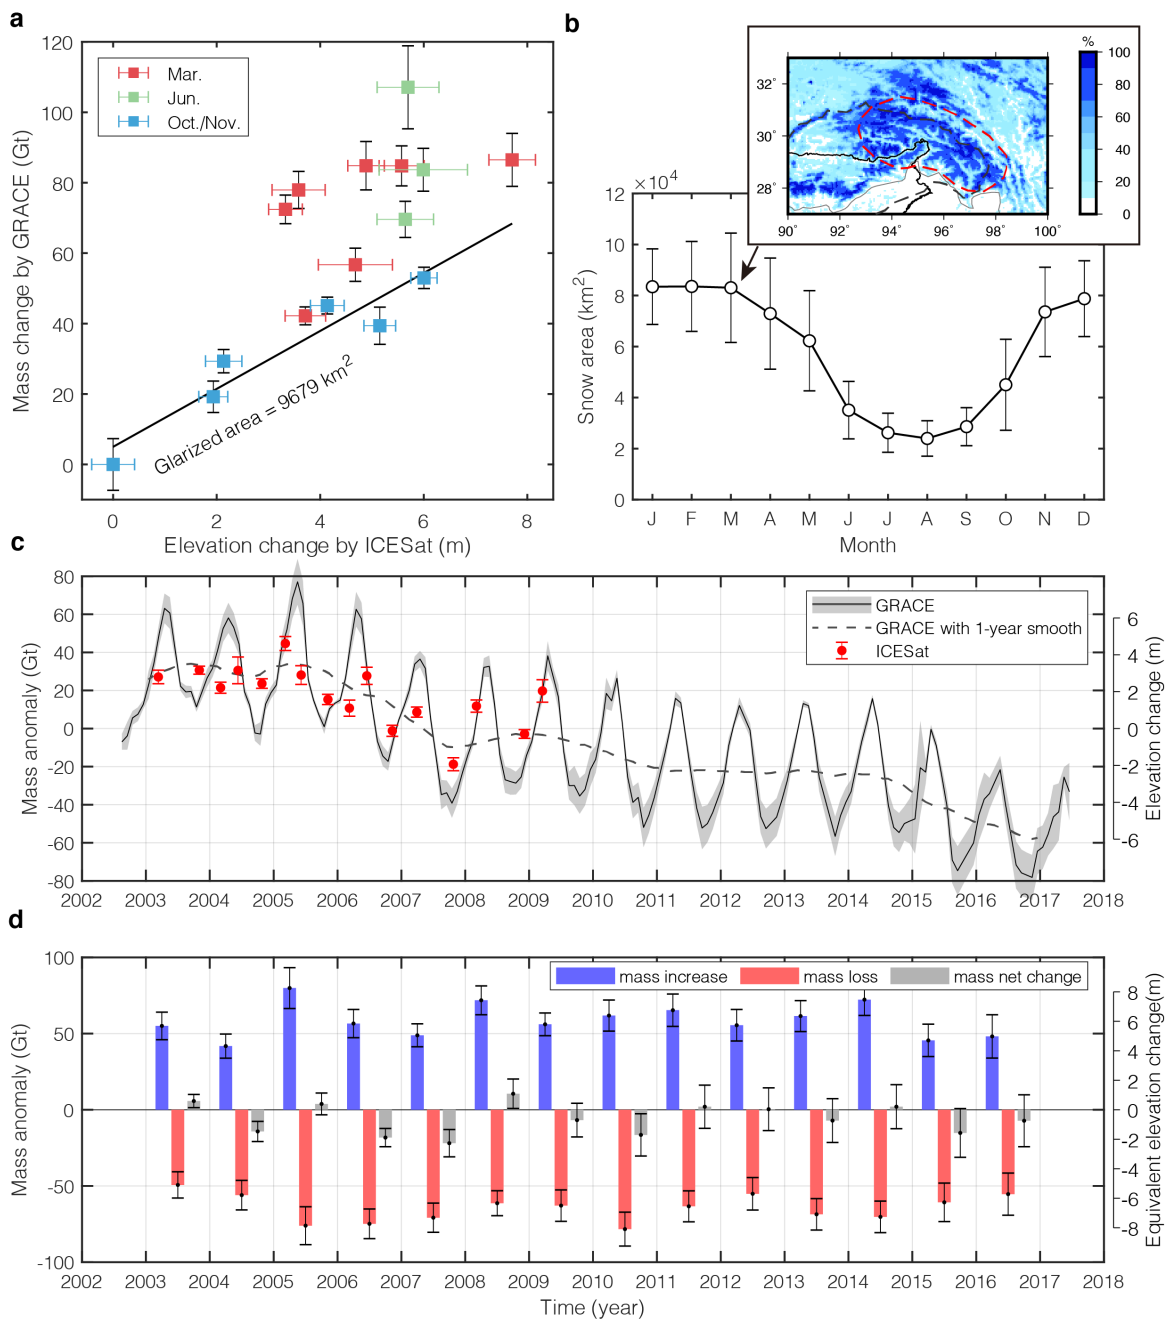 a
120
100
80
60
40
20
0
Mass change by GRACE (Gt)
Mar.
Jun.
Oct./Nov.
Glarized area = 9679 km²
0 2 4 6 8
Elevation change by ICESat (m)
b
%
100
80
60
40
20
0
32°
30°
28°
90 92 94 96 98 100°
12 ×10⁴
10
8
6
4
2
0
Snow area (km²)
J F M A M J J A S O N D
Month
c
80
60
40
20
0
-20
-40
-60
-80
Mass anomaly (Gt)
GRACE
GRACE with 1-year smooth
ICESat
6
4
2
0
-2
-4
-6
Elevation change (m)
2002 2003 2004 2005 2006 2007 2008 2009 2010 2011 2012 2013 2014 2015 2016 2017 2018
d
100
50
0
-50
-100
Mass anomaly (Gt)
mass increase
mass loss
mass net change
8
6
4
2
0
-2
-4
-6
-8
Equivalent elevation change(m)
2002 2003 2004 2005 2006 2007 2008 2009 2010 2011 2012 2013 2014 2015 2016 2017 2018
Time (year)